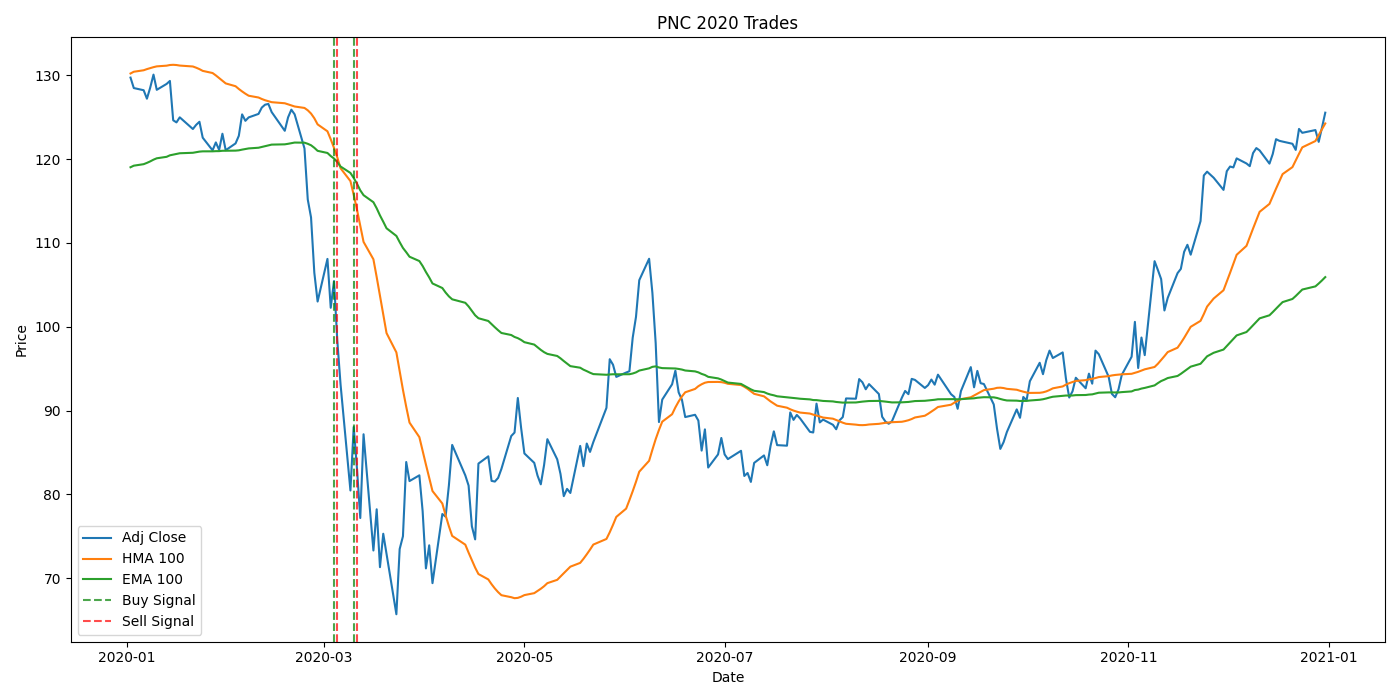 PNC 2020 Trades
Price
130
120
110
100
90
80
70
Adj Close
HMA 100
EMA 100
Buy Signal
Sell Signal
2020-01
2020-03
2020-05
2020-07
2020-09
2020-11
2021-01
Date